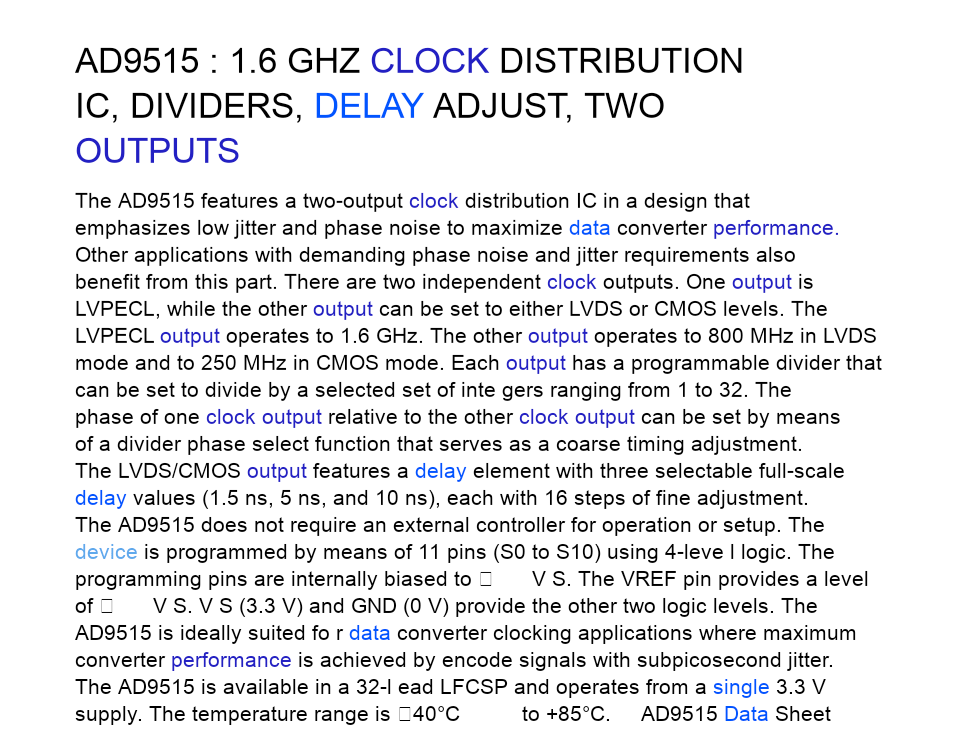 AD9515 : 1.6 GHZ CLOCK DISTRIBUTION
IC, DIVIDERS, DELAY ADJUST, TWO
OUTPUTS
The AD9515 features a two-output clock distribution IC in a design that
emphasizes low jitter and phase noise to maximize data converter performance.
Other applications with demanding phase noise and jitter requirements also
benefit from this part. There are two independent clock outputs. One output is
LVPECL, while the other output can be set to either LVDS or CMOS levels. The
LVPECL output operates to 1.6 GHz. The other output operates to 800 MHz in LVDS
mode and to 250 MHz in CMOS mode. Each output has a programmable divider that
can be set to divide by a selected set of inte gers ranging from 1 to 32. The
phase of one clock output relative to the other clock output can be set by means
of a divider phase select function that serves as a coarse timing adjustment.
The LVDS/CMOS output features a delay element with three selectable full-scale
delay values (1.5 ns, 5 ns, and 10 ns), each with 16 steps of fine adjustment.
The AD9515 does not require an external controller for operation or setup. The
device is programmed by means of 11 pins (S0 to S10) using 4-leve l logic. The
programming pins are internally biased to □ V S. The VREF pin provides a level
of □ V S. V S (3.3 V) and GND (0 V) provide the other two logic levels. The
AD9515 is ideally suited fo r data converter clocking applications where maximum
converter performance is achieved by encode signals with subpicosecond jitter.
The AD9515 is available in a 32-l ead LFCSP and operates from a single 3.3 V
supply. The temperature range is □40°C to +85°C. AD9515 Data Sheet